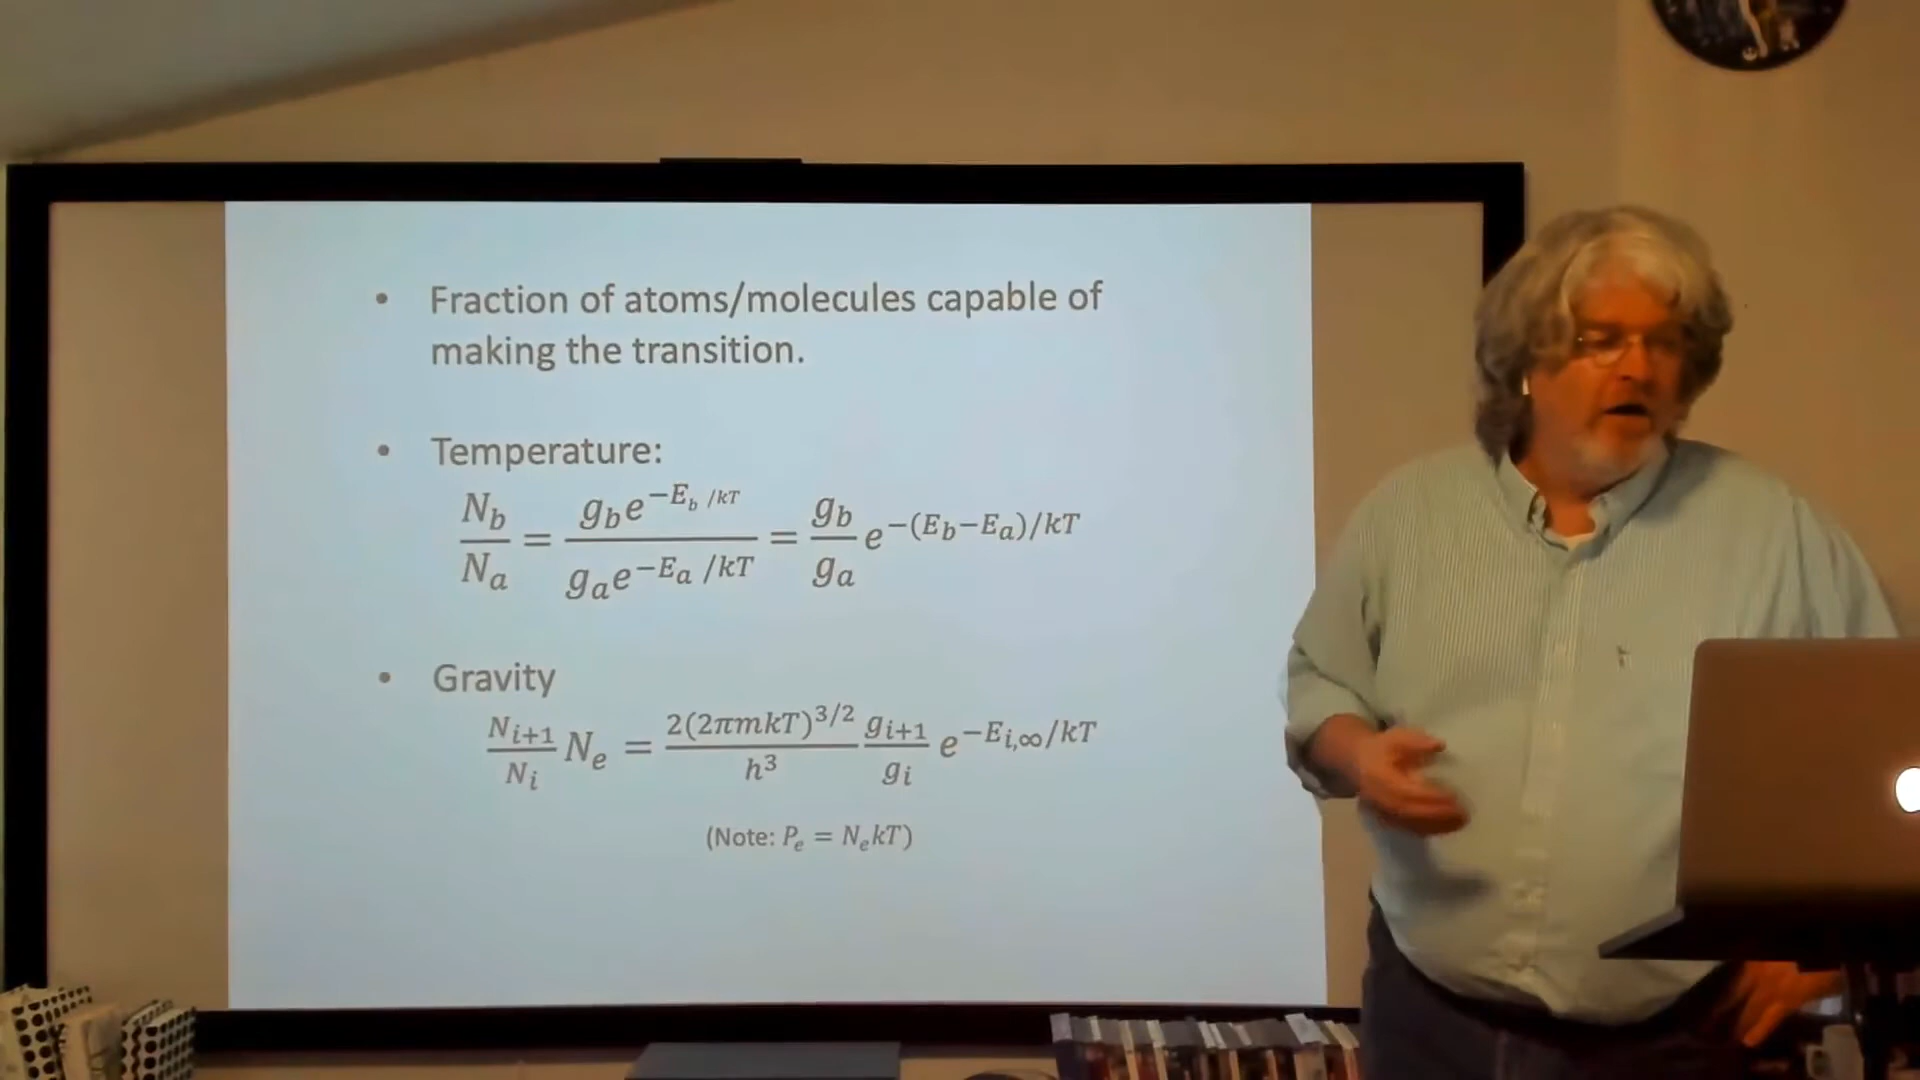 • Fraction of atoms/molecules capable of
making the transition.
• Temperature:
N_b/N_a = g_b e^{-E_b/kT} / g_a e^{-E_a/kT} = g_b/g_a e^{-(E_b-E_a)/kT}
• Gravity
N_{i+1}/N_i N_e = 2(2πmkT)^{3/2}/h^3 g_{i+1}/g_i e^{-E_{i,∞}/kT}
(Note: P_e = N_e kT)